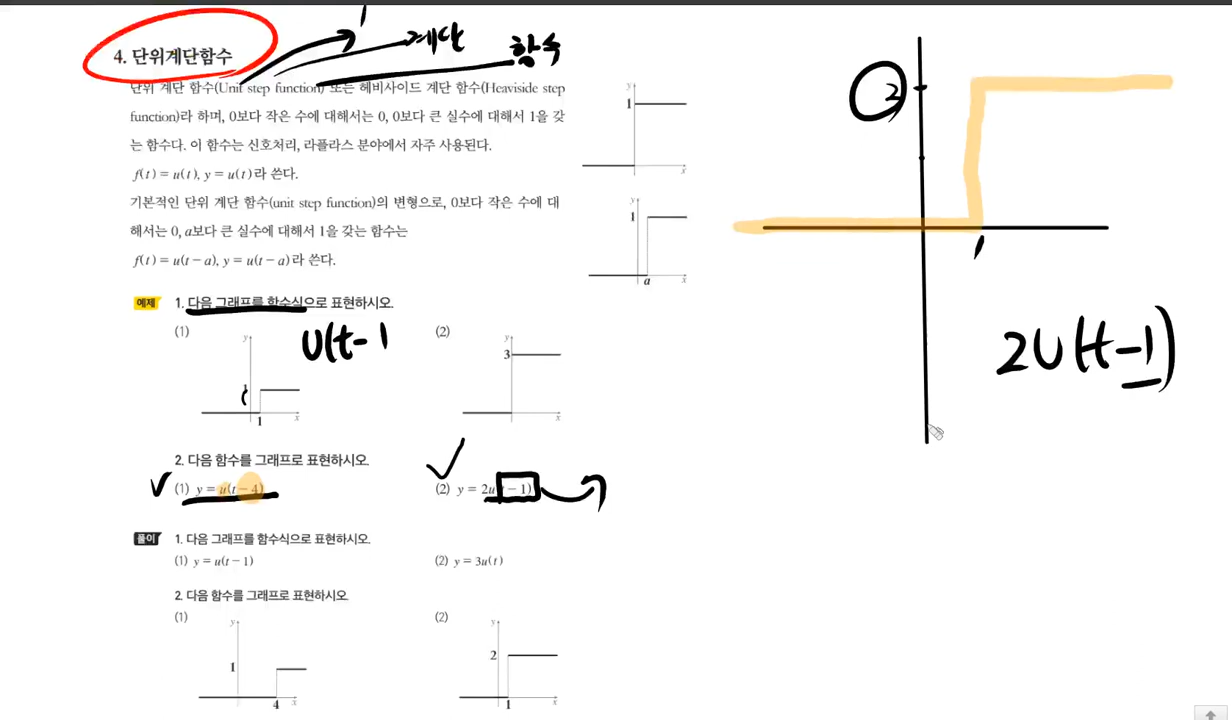 4. 단위계단함수
1
계단
함수
단위 계단 함수(Unit step function) 또는 헤비사이드 계단 함수(Heaviside step
function)라 하며, 0보다 작은 수에 대해서는 0, 0보다 큰 실수에 대해서 1을 갖
는 함수다. 이 함수는 신호처리, 라플라스 분야에서 자주 사용된다.
f(t) = u(t), y = u(t)라 쓴다.
기본적인 단위 계단 함수(unit step function)의 변형으로, 0보다 작은 수에 대
해서는 0, a보다 큰 실수에 대해서 1을 갖는 함수는
f(t) = u(t − a), y = u(t − a)라 쓴다.
y
1
x
y
1
a
x
예제 1. 다음 그래프를 함수식으로 표현하시오.
(1)
u(t-1
y
1
x
(2)
y
3
x
2. 다음 함수를 그래프로 표현하시오.
(1) y = u(t − 4)
(2) y = 2u(t − 1)
풀이 1. 다음 그래프를 함수식으로 표현하시오.
(1) y = u(t − 1)
(2) y = 3u(t)
2. 다음 함수를 그래프로 표현하시오.
(1)
y
1
4
x
(2)
y
2
1
x
2
1
2u(t-1)